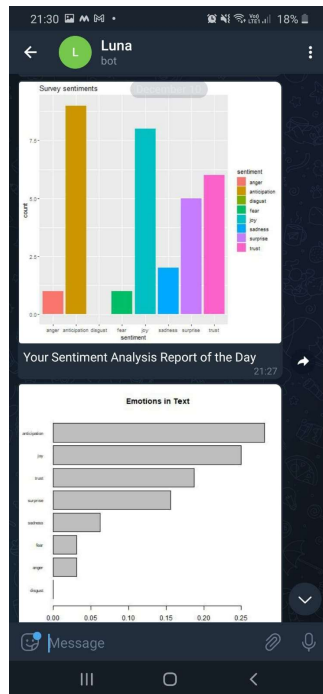 21:30
18%
L
Luna
bot
Survey sentiments
December 10
7.5
5.0
2.5
0.0
count
anger anticipation disgust fear joy sadness surprise trust
sentiment
sentiment
anger
anticipation
disgust
fear
joy
sadness
surprise
trust
Your Sentiment Analysis Report of the Day
21:27
Emotions in Text
anticipation
joy
trust
surprise
sadness
fear
anger
disgust
0.00 0.05 0.10 0.15 0.20 0.25
Message